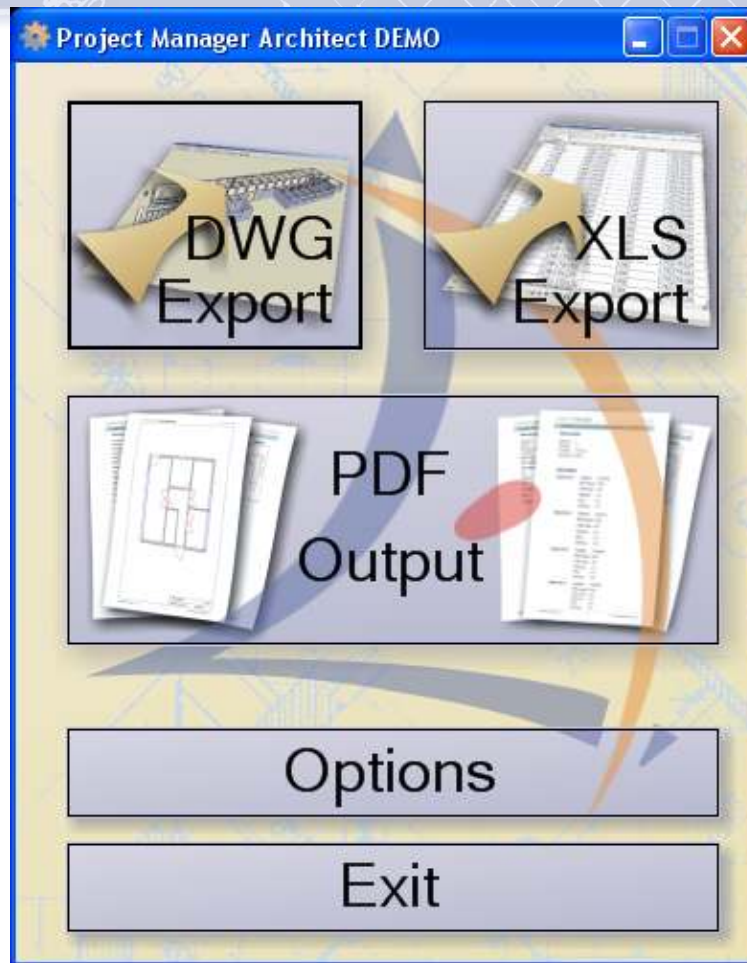 Project Manager Architect DEMO
DWG
Export
XLS
Export
PDF
Output
Options
Exit